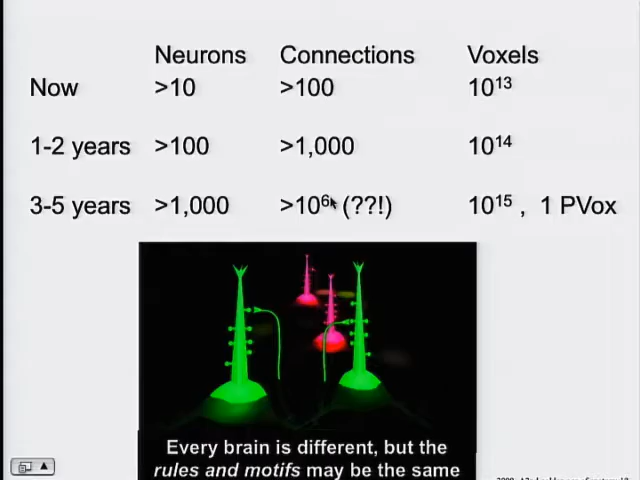 Neurons Connections Voxels
Now >10 >100 10¹³
1-2 years >100 >1,000 10¹⁴
3-5 years >1,000 >10⁶ (??!) 10¹⁵ , 1 PVox
Every brain is different, but the
rules and motifs may be the same